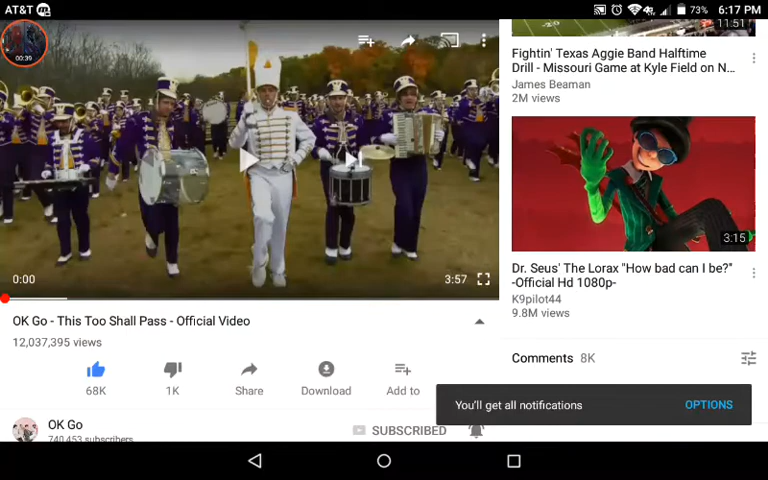 AT&T
73% 6:17 PM
00:39
0:00
3:57
OK Go - This Too Shall Pass - Official Video
12,037,395 views
68K
1K
Share
Download
Add to
OK Go
740,453 subscribers
SUBSCRIBED
11:51
Fightin' Texas Aggie Band Halftime
Drill - Missouri Game at Kyle Field on N...
James Beaman
2M views
3:15
Dr. Seus' The Lorax "How bad can I be?"
-Official Hd 1080p-
K9pilot44
9.8M views
Comments 8K
You'll get all notifications
OPTIONS